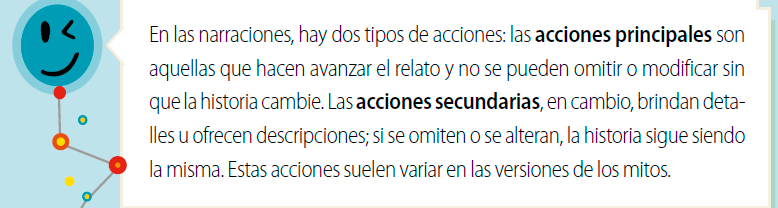 En las narraciones, hay dos tipos de acciones: las acciones principales son
aquellas que hacen avanzar el relato y no se pueden omitir o modificar sin
que la historia cambie. Las acciones secundarias, en cambio, brindan deta-
lles u ofrecen descripciones; si se omiten o se alteran, la historia sigue siendo
la misma. Estas acciones suelen variar en las versiones de los mitos.